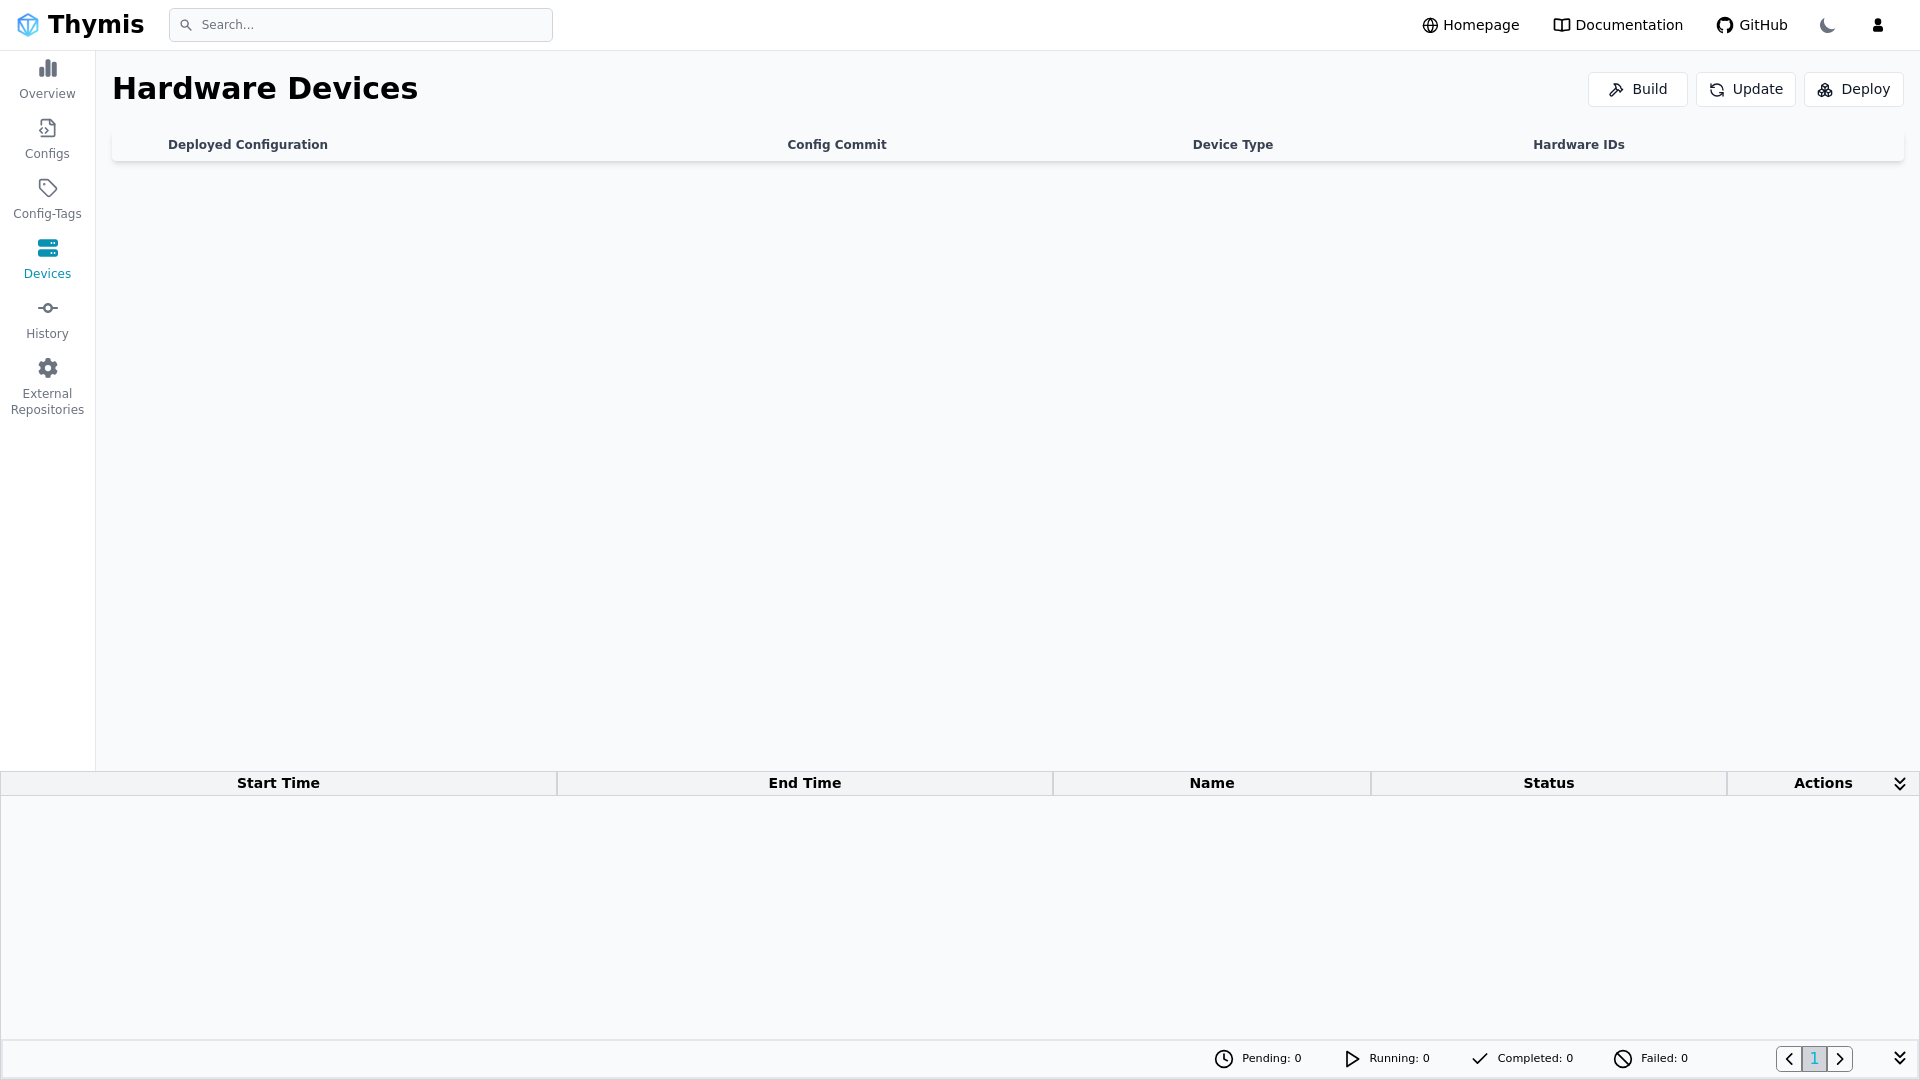 Thymis
Search...
Homepage
Documentation
GitHub
Overview
Configs
Config-Tags
Devices
History
External
Repositories
Hardware Devices
Build
Update
Deploy
Deployed Configuration
Config Commit
Device Type
Hardware IDs
Start Time
End Time
Name
Status
Actions
Pending: 0
Running: 0
Completed: 0
Failed: 0
1